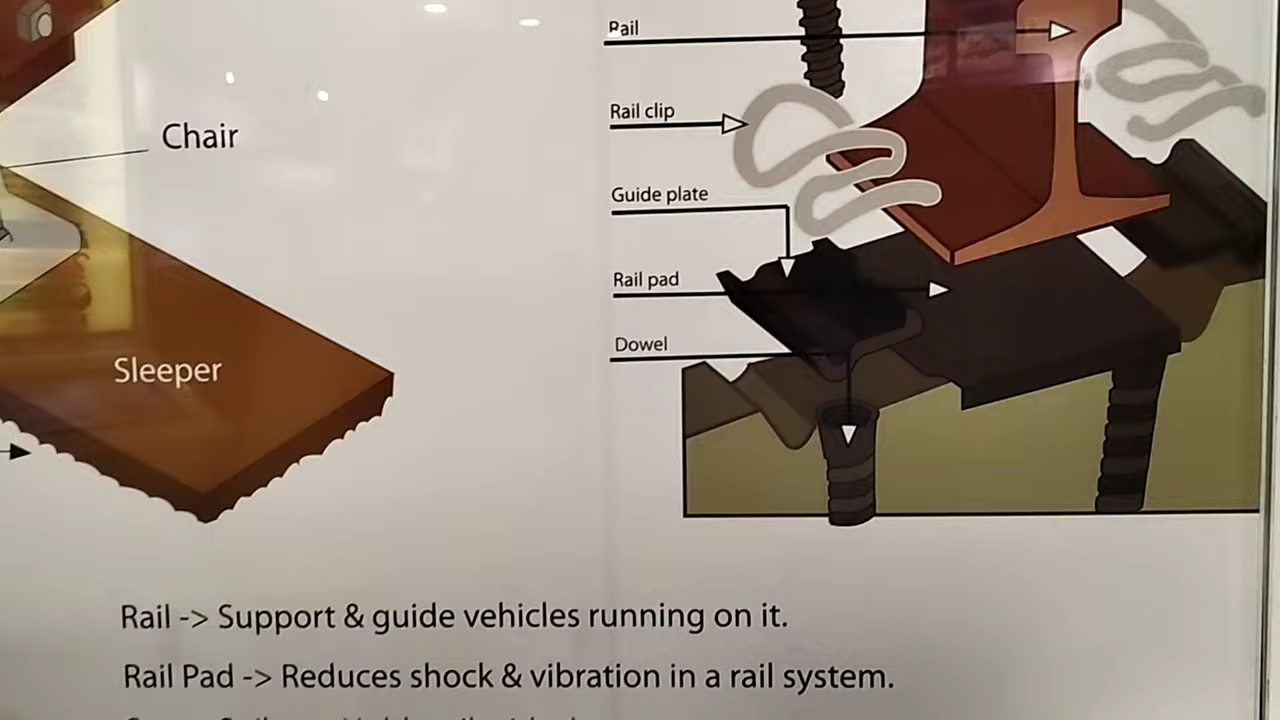 Chair
Sleeper
Rail
Rail clip
Guide plate
Rail pad
Dowel
Rail -> Support & guide vehicles running on it.
Rail Pad -> Reduces shock & vibration in a rail system.